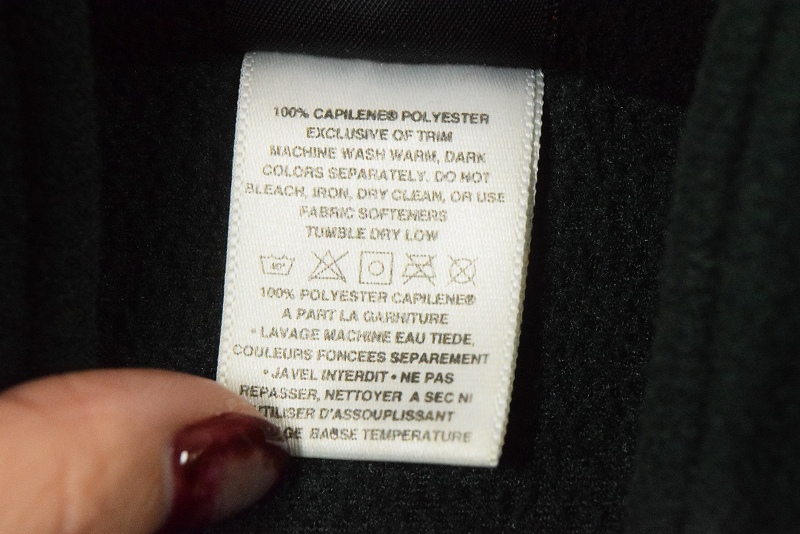 100% CAPILENE® POLYESTER
EXCLUSIVE OF TRIM
MACHINE WASH WARM, DARK
COLORS SEPARATELY. DO NOT
BLEACH, IRON, DRY CLEAN, OR USE
FABRIC SOFTENERS
TUMBLE DRY LOW
40°
100% POLYESTER CAPILENE®
A PART LA GARNITURE
• LAVAGE MACHINE EAU TIEDE,
COULEURS FONCEES SEPAREMENT
• JAVEL INTERDIT • NE PAS
REPASSER, NETTOYER A SEC NI
UTILISER D'ASSOUPLISSANT
BASSE TEMPERATURE